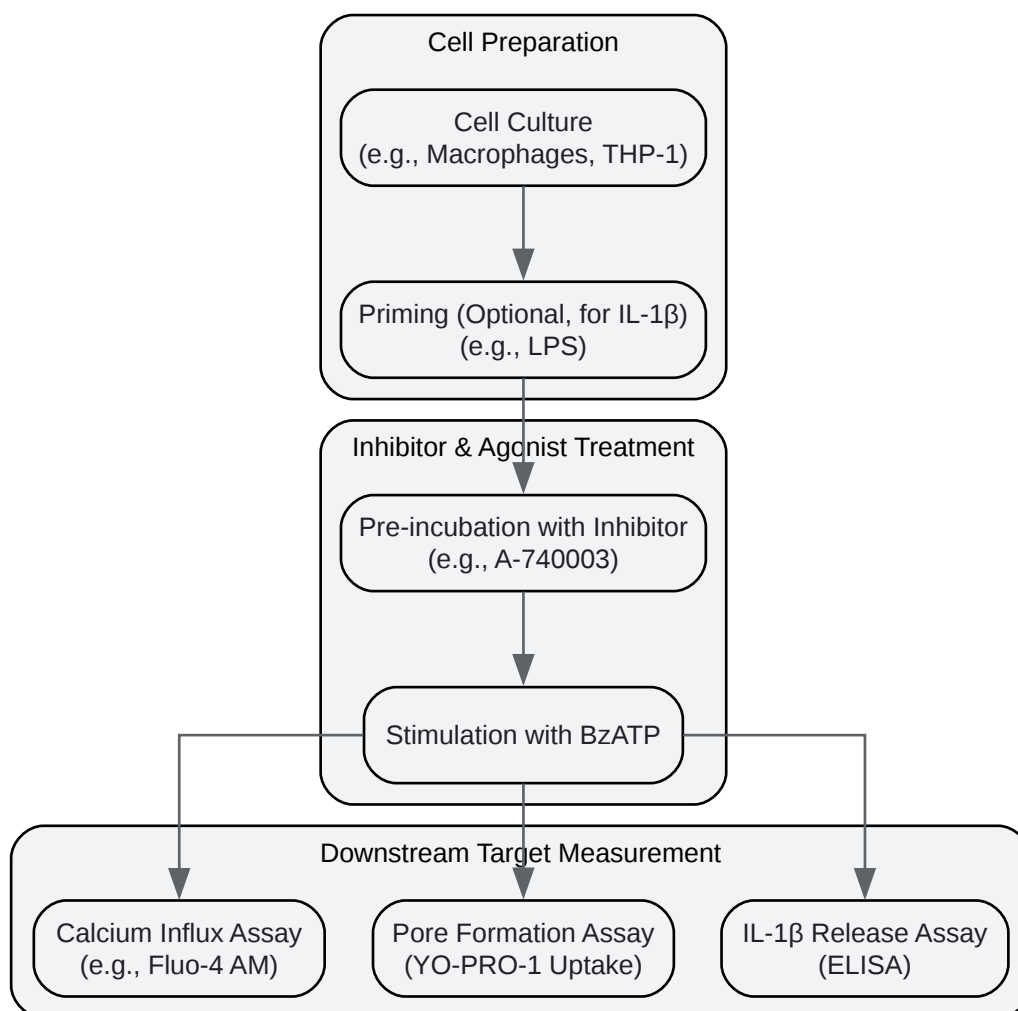 Cell Preparation
Cell Culture
(e.g., Macrophages, THP-1)
Priming (Optional, for IL-1β)
(e.g., LPS)
Inhibitor & Agonist Treatment
Pre-incubation with Inhibitor
(e.g., A-740003)
Stimulation with BzATP
Downstream Target Measurement
Calcium Influx Assay
(e.g., Fluo-4 AM)
Pore Formation Assay
(YO-PRO-1 Uptake)
IL-1β Release Assay
(ELISA)